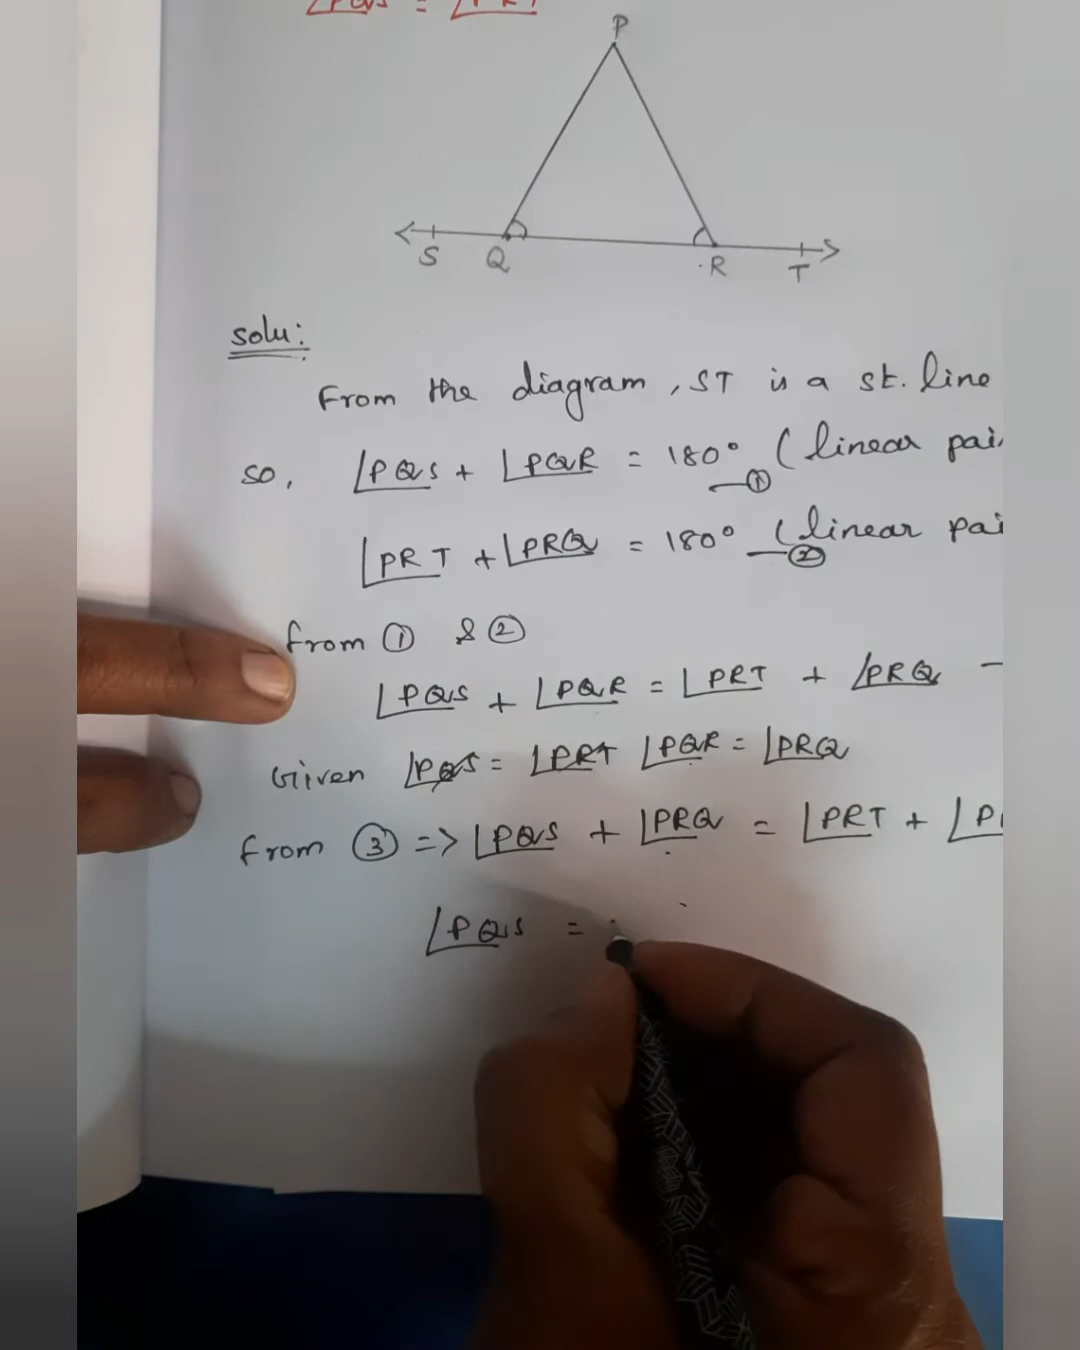 ∠PQS = ∠PRT
P
S Q R T
Solu:
From the diagram, ST is a st. line
so, ∠PQS + ∠PQR = 180° (linear pai
①
∠PRT + ∠PRQ = 180° (linear pai
②
from ① & ②
∠PQS + ∠PQR = ∠PRT + ∠PRQ –
Given ∠PQS = ∠PRT ∠PQR = ∠PRQ
from ③ => ∠PQS + ∠PRQ = ∠PRT + ∠P
∠PQS =